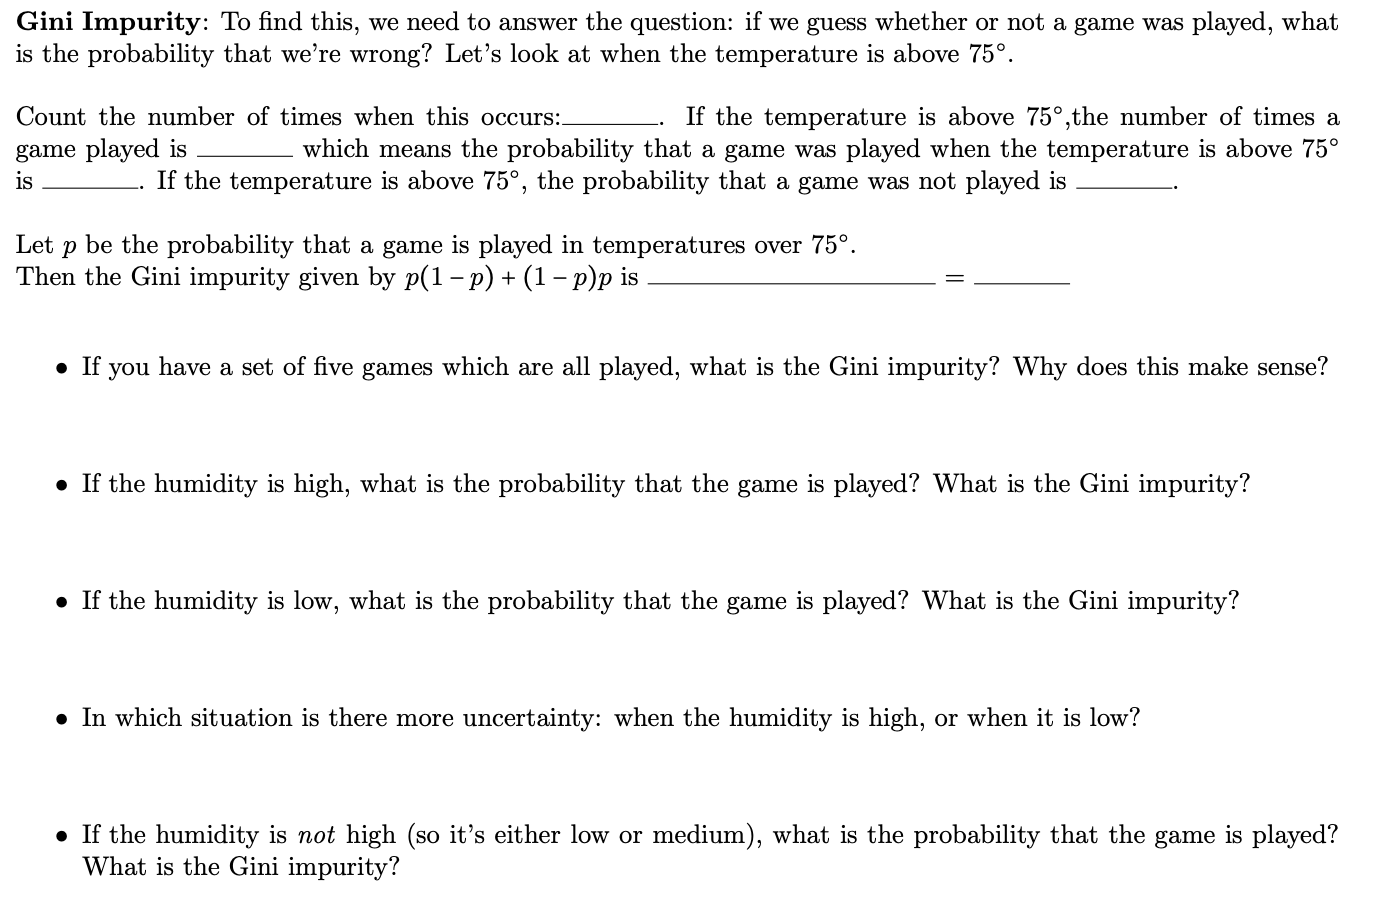 Gini Impurity: To find this, we need to answer the question: if we guess whether or not a game was played, what
is the probability that we're wrong? Let's look at when the temperature is above 75°.
Count the number of times when this occurs:_______. If the temperature is above 75°,the number of times a
game played is _______ which means the probability that a game was played when the temperature is above 75°
is _______. If the temperature is above 75°, the probability that a game was not played is _______.
Let p be the probability that a game is played in temperatures over 75°.
Then the Gini impurity given by p(1 − p) + (1 − p)p is _____________________ = _______
• If you have a set of five games which are all played, what is the Gini impurity? Why does this make sense?
• If the humidity is high, what is the probability that the game is played? What is the Gini impurity?
• If the humidity is low, what is the probability that the game is played? What is the Gini impurity?
• In which situation is there more uncertainty: when the humidity is high, or when it is low?
• If the humidity is not high (so it's either low or medium), what is the probability that the game is played?
What is the Gini impurity?